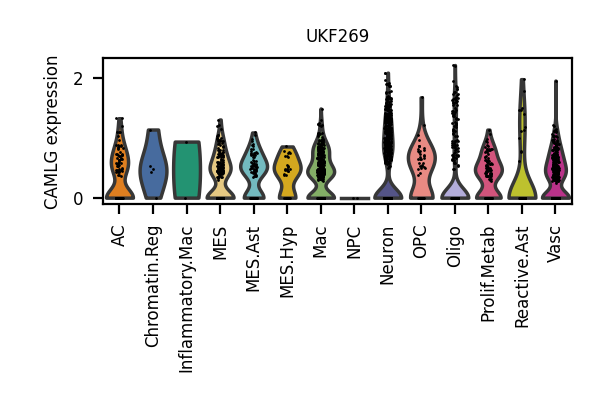 UKF269
CAMLG expression
2
0
AC
Chromatin.Reg
Inflammatory.Mac
MES
MES.Ast
MES.Hyp
Mac
NPC
Neuron
OPC
Oligo
Prolif.Metab
Reactive.Ast
Vasc